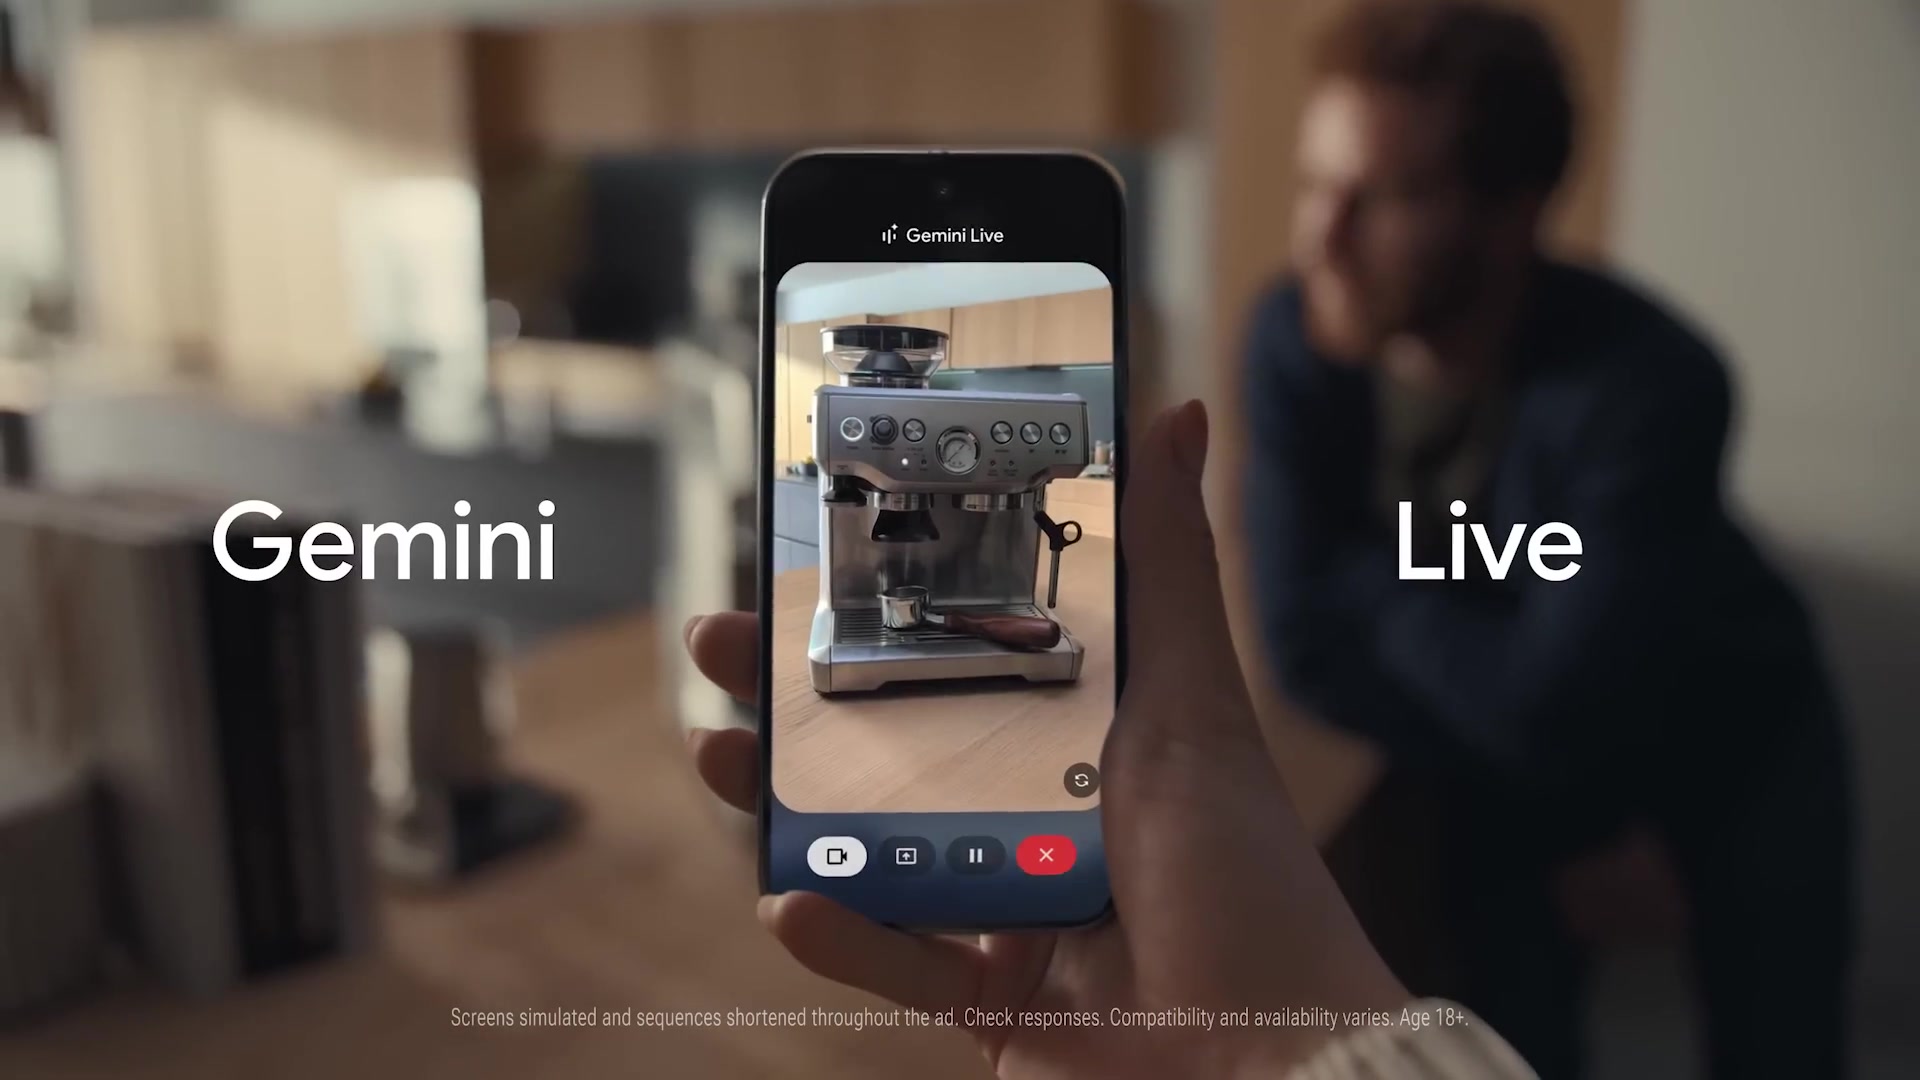 Gemini Live
Gemini
Live
Screens simulated and sequences shortened throughout the ad. Check responses. Compatibility and availability varies. Age 18+.